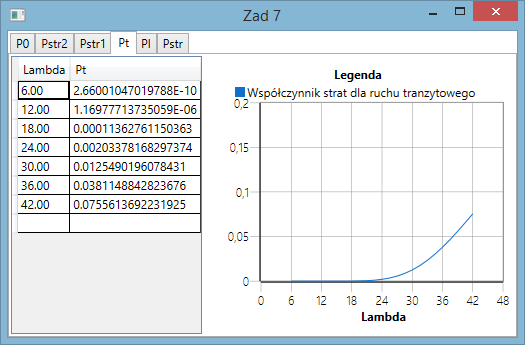 Zad 7
P0 Pstr2 Pstr1 Pt Pl Pstr
Lambda Pt
6.00 2.66001047019788E-10
12.00 1.16977713735059E-06
18.00 0.00011362761150363
24.00 0.00203378168297374
30.00 0.0125490196078431
36.00 0.0381148842823676
42.00 0.0755613692231925
Legenda
Współczynnik strat dla ruchu tranzytowego
0,2
0,15
0,1
0,05
0
0 6 12 18 24 30 36 42 48
Lambda